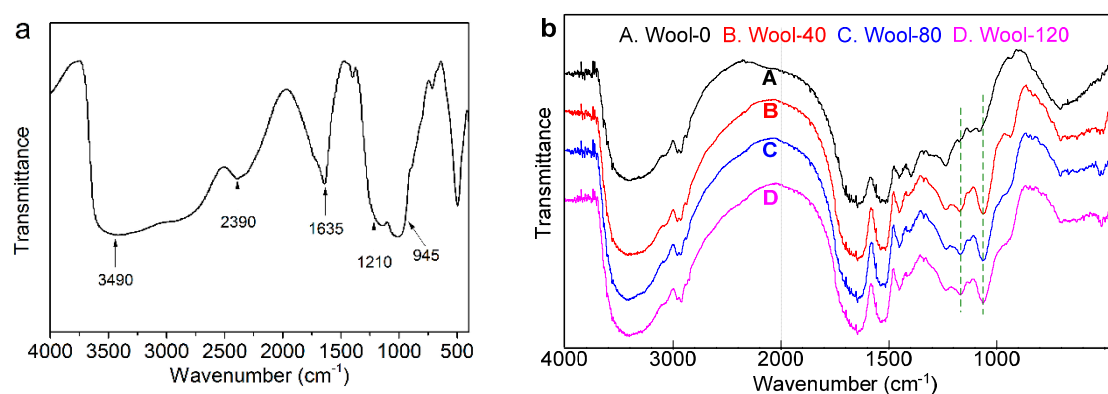 a
Transmittance
3490
2390
1635
1210
945
4000 3500 3000 2500 2000 1500 1000 500
Wavenumber (cm⁻¹)
b
A. Wool-0 B. Wool-40 C. Wool-80 D. Wool-120
Transmittance
A
B
C
D
4000 3000 2000 1500 1000
Wavenumber (cm⁻¹)